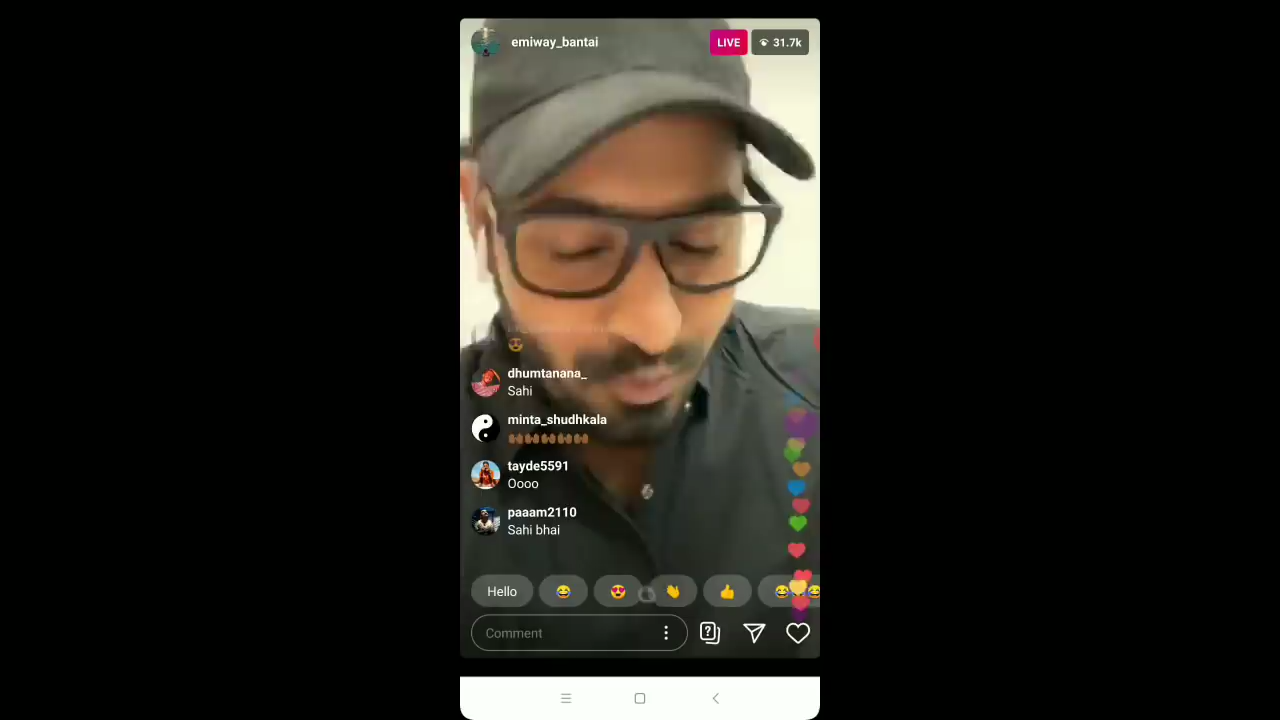 emiway_bantai
LIVE
31.7k
dhumtanana_
Sahi
minta_shudhkala
tayde5591
Oooo
paaam2110
Sahi bhai
Hello
Comment